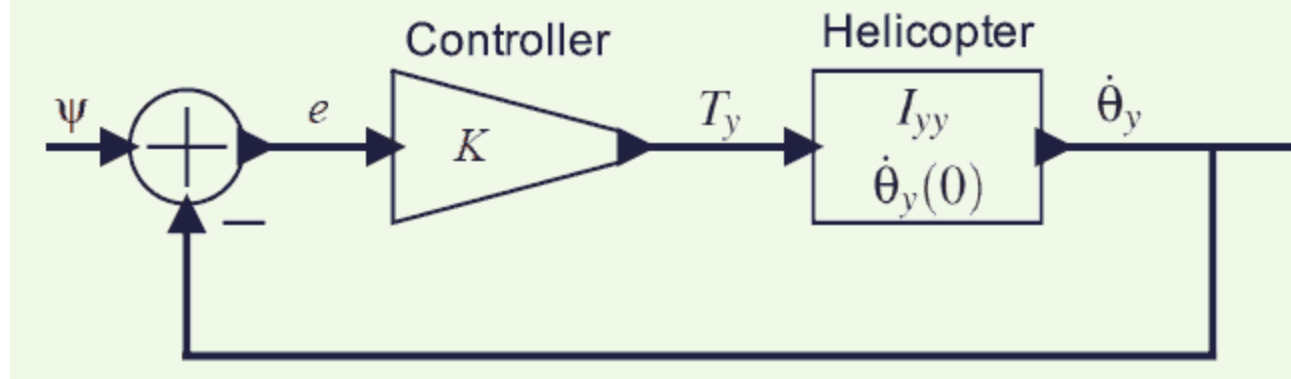 Controller
Helicopter
ψ
e
K
T_y
I_yy
θ̇_y(0)
θ̇_y
+
−